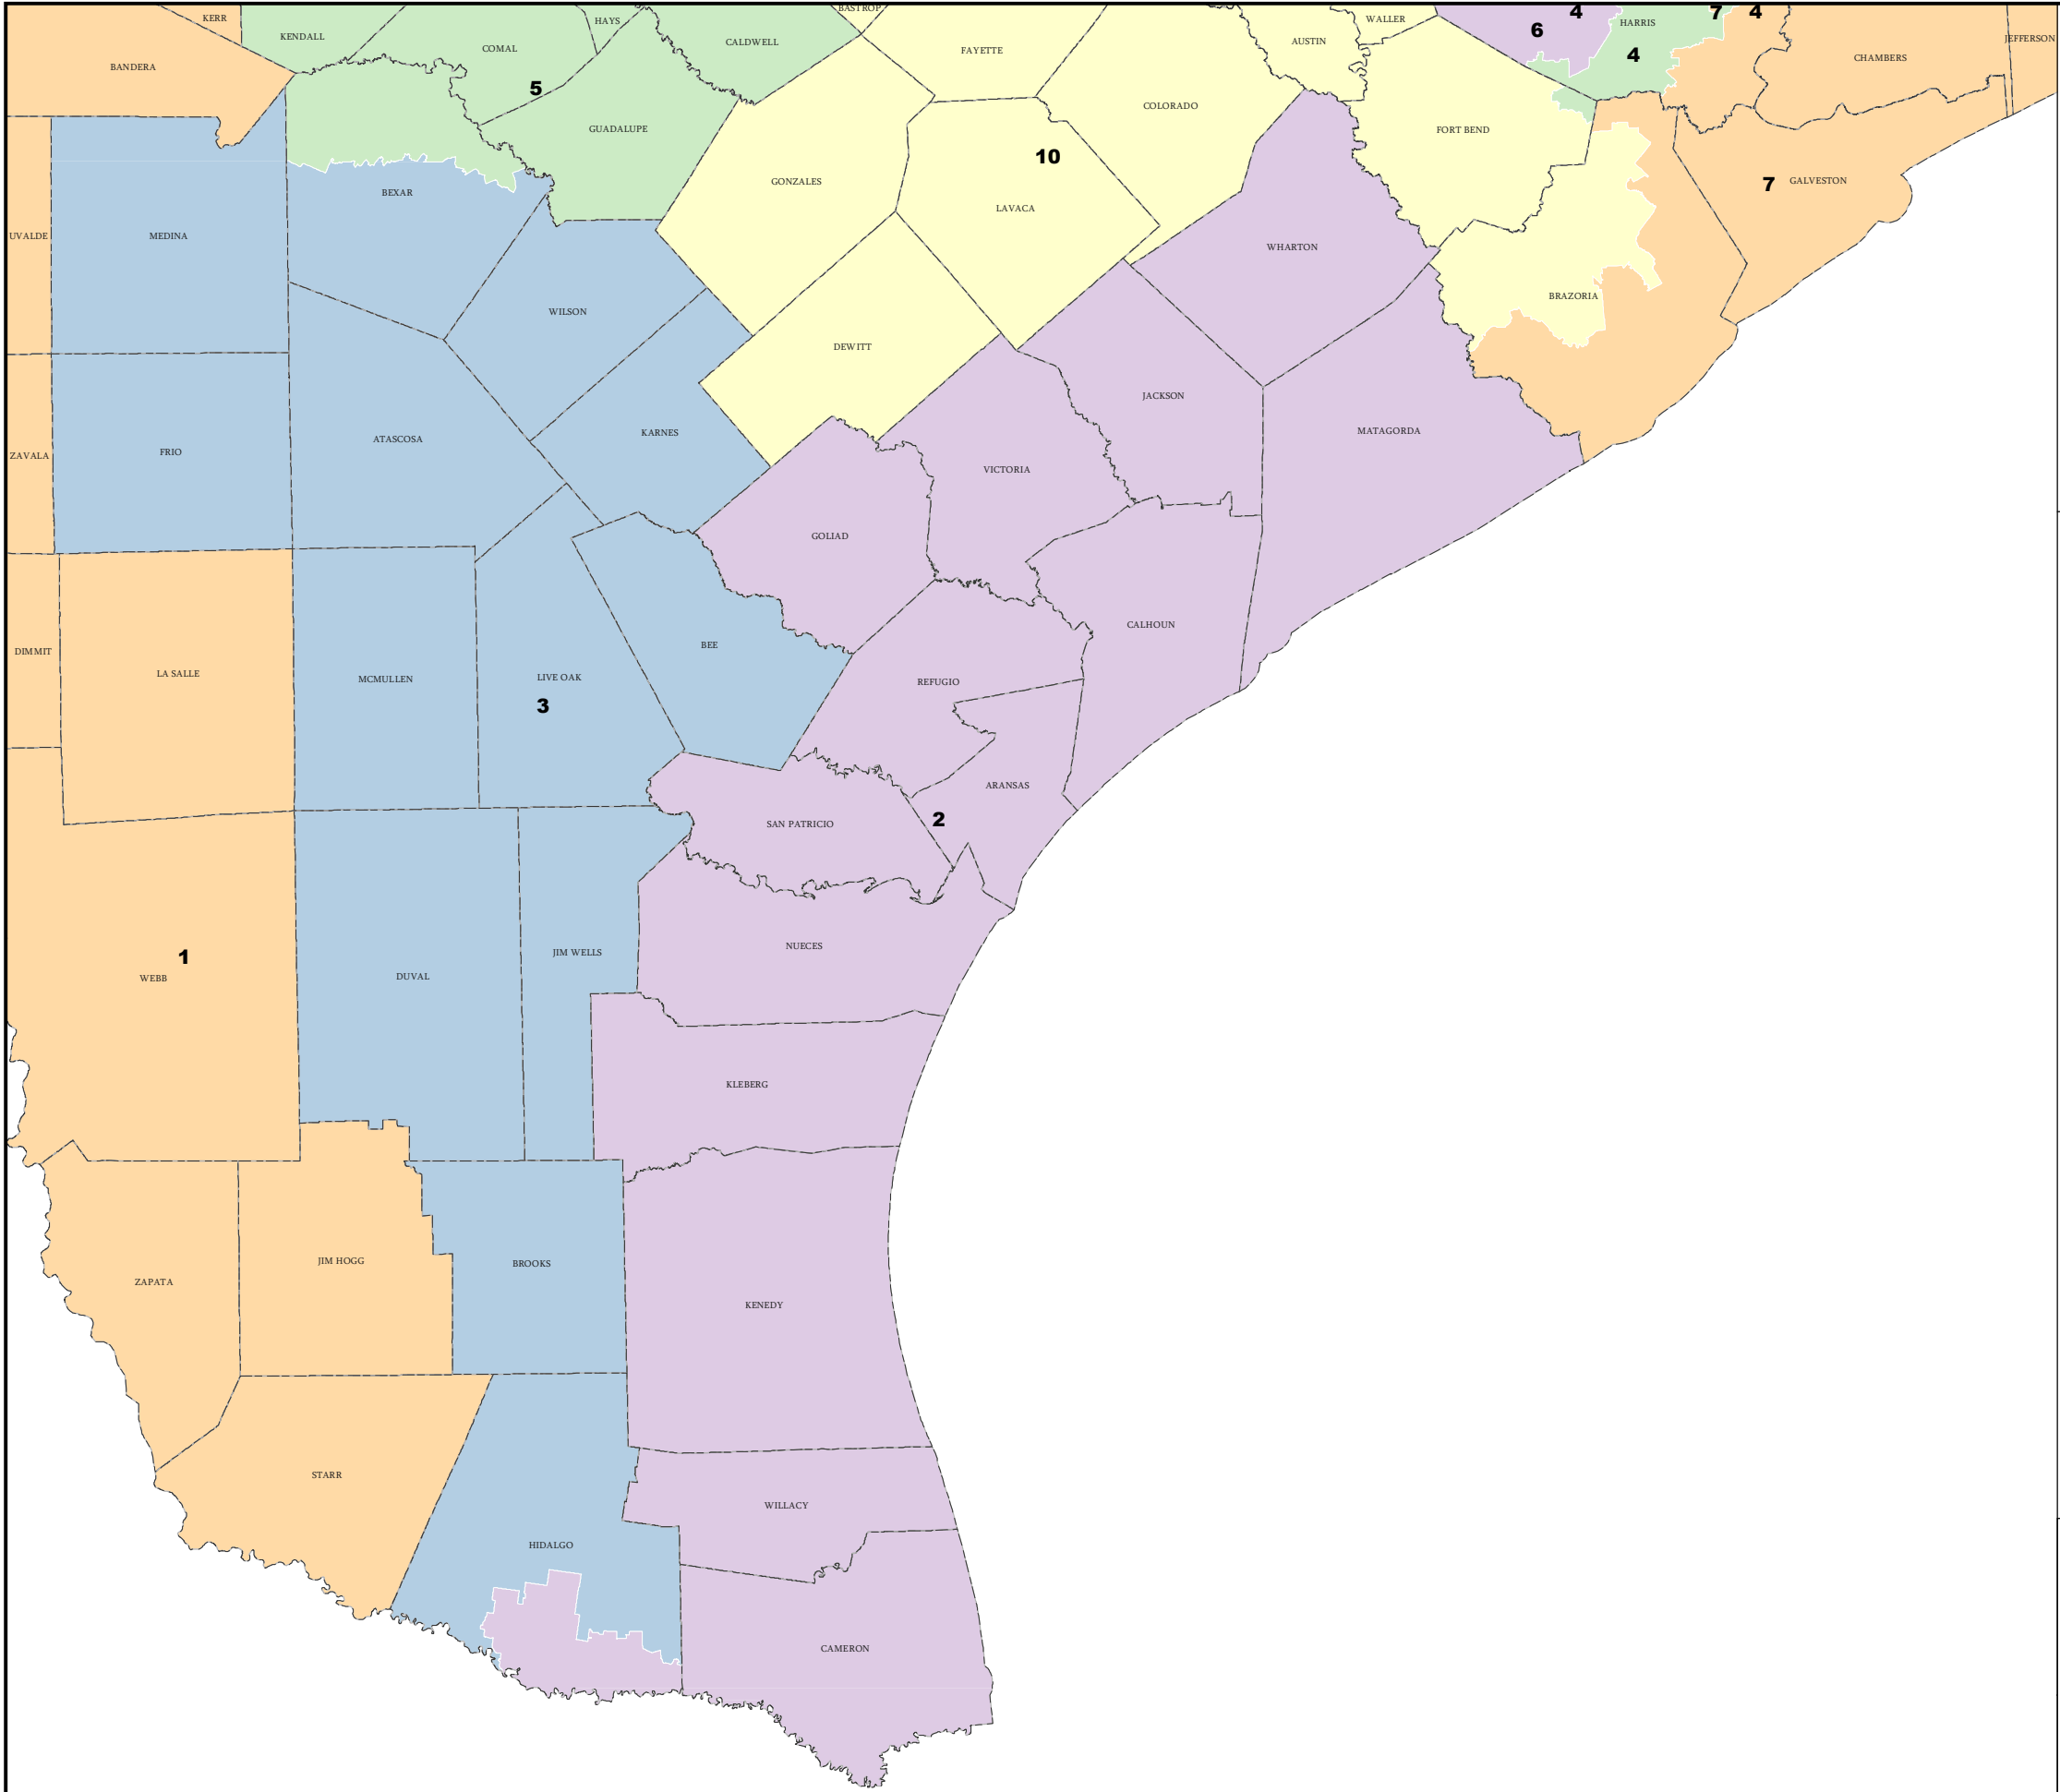 BASTROP
4
7
4
KERR
WALLER
HAYS
HARRIS
6
KENDALL
CALDWELL
AUSTIN
JEFFERSON
COMAL
FAYETTE
4
CHAMBERS
BANDERA
5
COLORADO
GUADALUPE
FORT BEND
10
GONZALES
7
GALVESTON
BEXAR
LAVACA
UVALDE
MEDINA
WHARTON
BRAZORIA
WILSON
DEWITT
JACKSON
KARNES
MATAGORDA
ATASCOSA
ZAVALA
FRIO
VICTORIA
GOLIAD
CALHOUN
BEE
DIMMIT
LA SALLE
MCMULLEN
LIVE OAK
REFUGIO
3
ARANSAS
SAN PATRICIO
2
NUECES
JIM WELLS
1
WEBB
DUVAL
KLEBERG
JIM HOGG
BROOKS
ZAPATA
KENEDY
STARR
WILLACY
HIDALGO
CAMERON